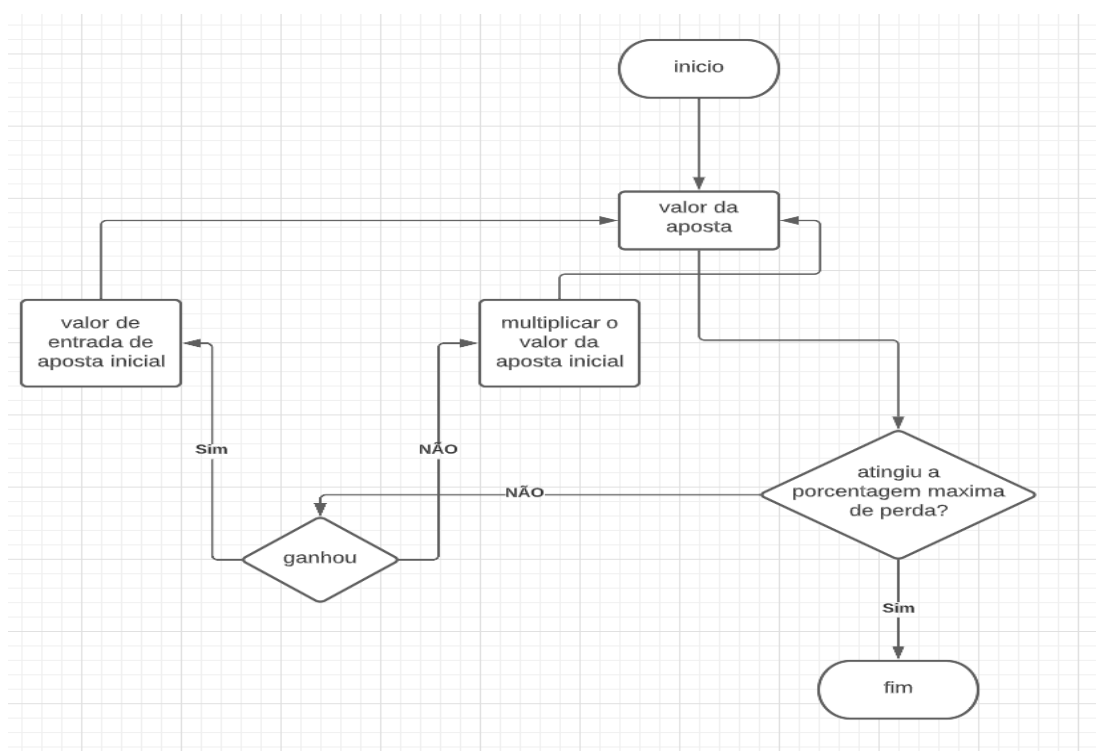 inicio
valor da
aposta
valor de
entrada de
aposta inicial
multiplicar o
valor da
aposta inicial
Sim
NÃO
atingiu a
porcentagem maxima
de perda?
NÃO
ganhou
Sim
fim